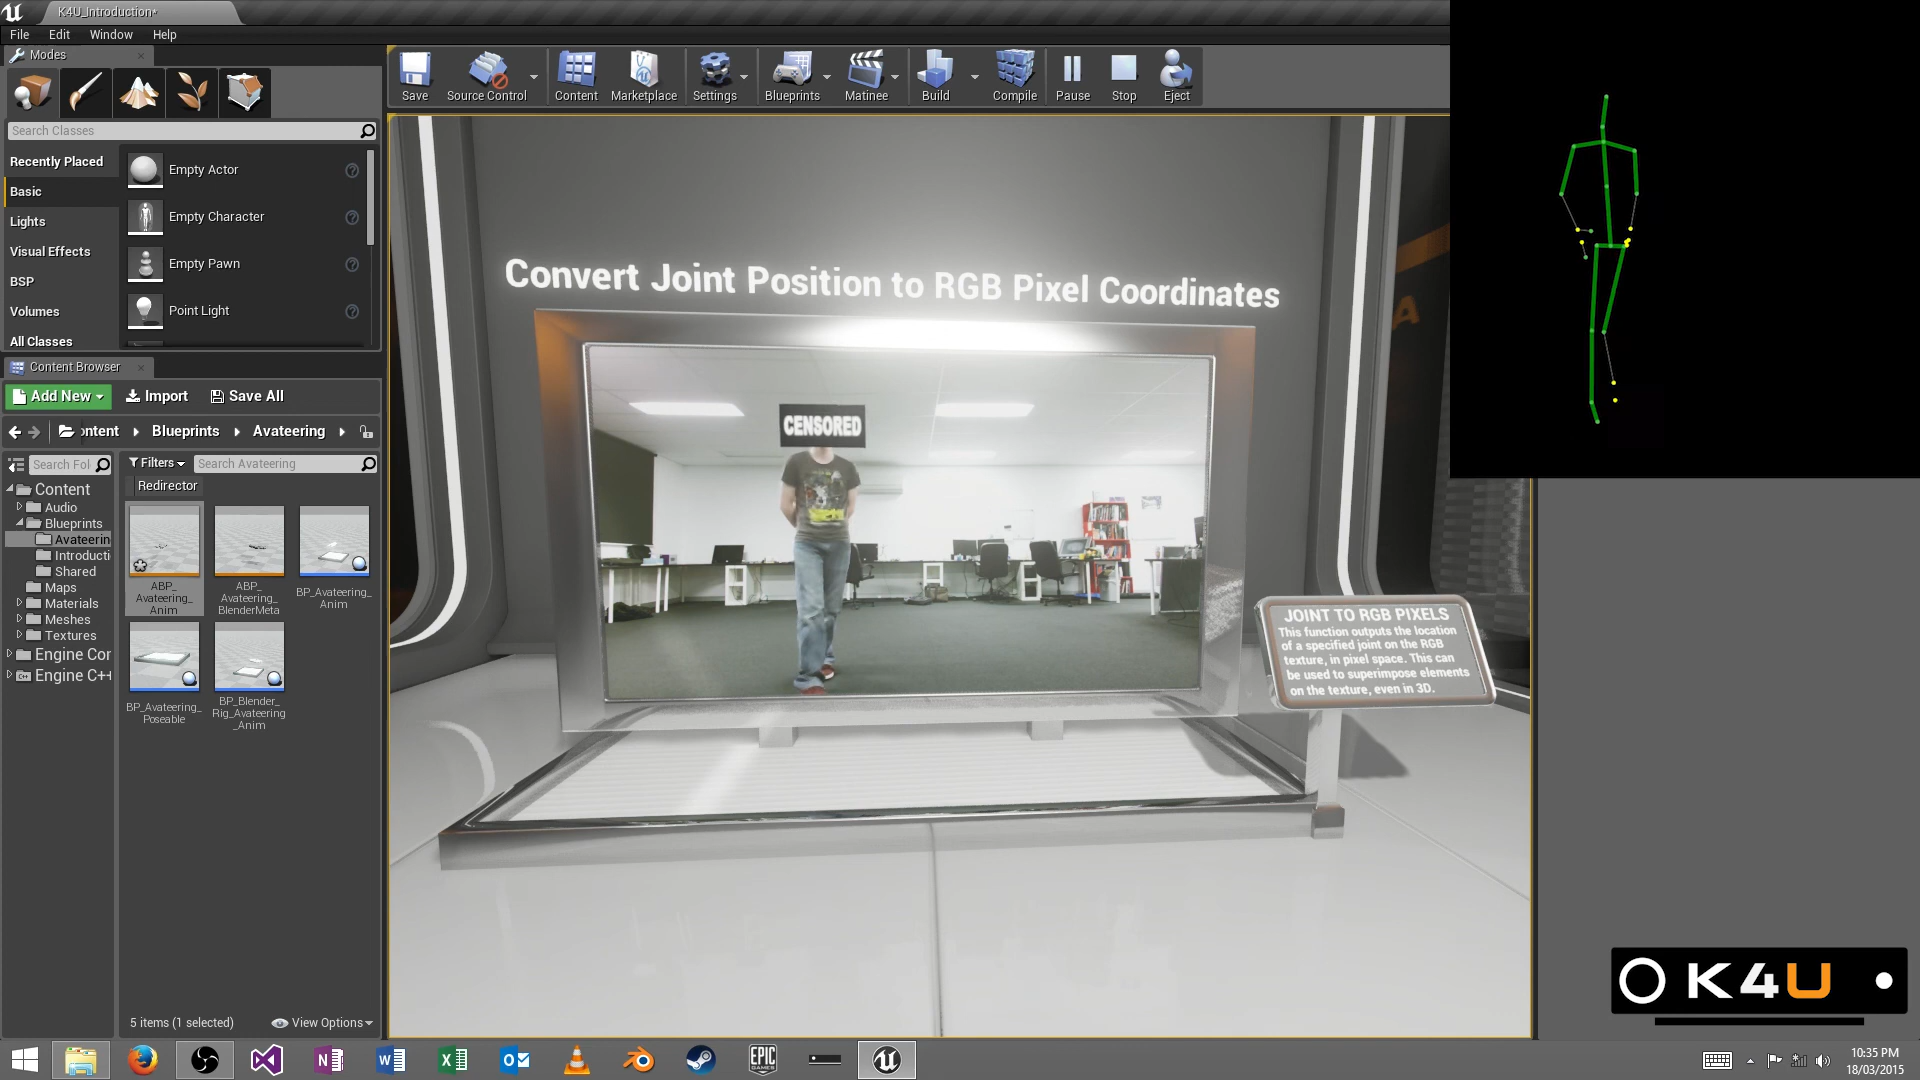 K4U_Introduction*
File Edit Window Help
Modes
Save
Source Control
Content
Marketplace
Settings
Blueprints
Matinee
Build
Compile
Pause
Stop
Eject
Search Classes
Recently Placed
Basic
Lights
Visual Effects
BSP
Volumes
All Classes
Empty Actor
Empty Character
Empty Pawn
Point Light
Content Browser
Add New
Import
Save All
ontent
Blueprints
Avateering
Search Fol
Filters
Search Avateering
Redirector
Content
Audio
Blueprints
Avateerin
Introducti
Shared
Maps
Materials
Meshes
Textures
Engine Cor
Engine C++
ABP_
Avateering_
Anim
ABP_
Avateering_
BlenderMeta
BP_Avateering_
Anim
BP_Avateering_
Poseable
BP_Blender_
Rig_Avateering
_Anim
5 items (1 selected)
View Options
Convert Joint Position to RGB Pixel Coordinates
CENSORED
JOINT TO RGB PIXELS
This function outputs the location
of a specified joint on the RGB
texture, in pixel space. This can
be used to superimpose elements
on the texture, even in 3D.
K4U
EPIC
GAMES
10:35 PM
18/03/2015